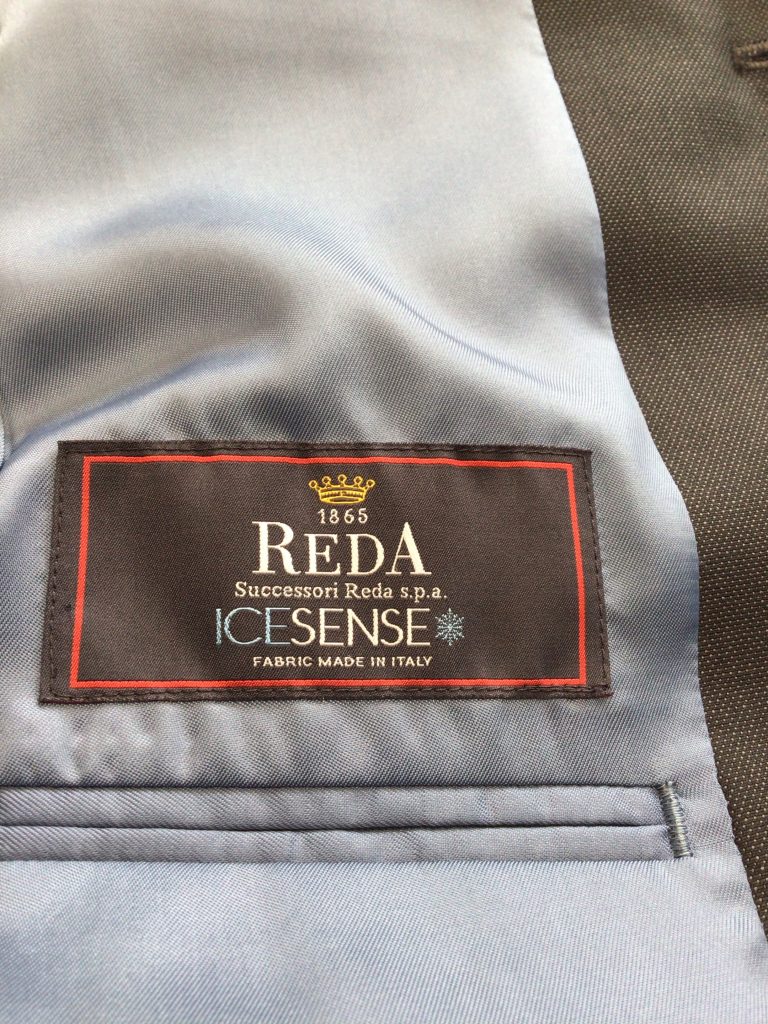 1865
REDA
Successori Reda s.p.a.
ICESENSE
FABRIC MADE IN ITALY